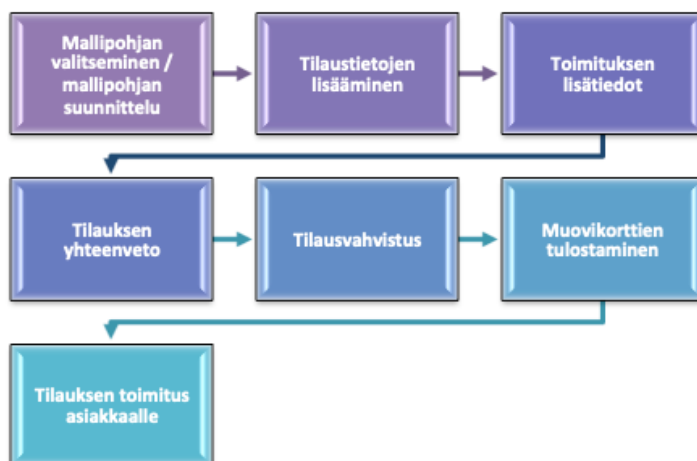 Mallipohjan
valitseminen /
mallipohjan
suunnittelu
Tilaustietojen
lisääminen
Toimituksen
lisätiedot
Tilauksen
yhteenveto
Tilausvahvistus
Muovikorttien
tulostaminen
Tilauksen toimitus
asiakkaalle